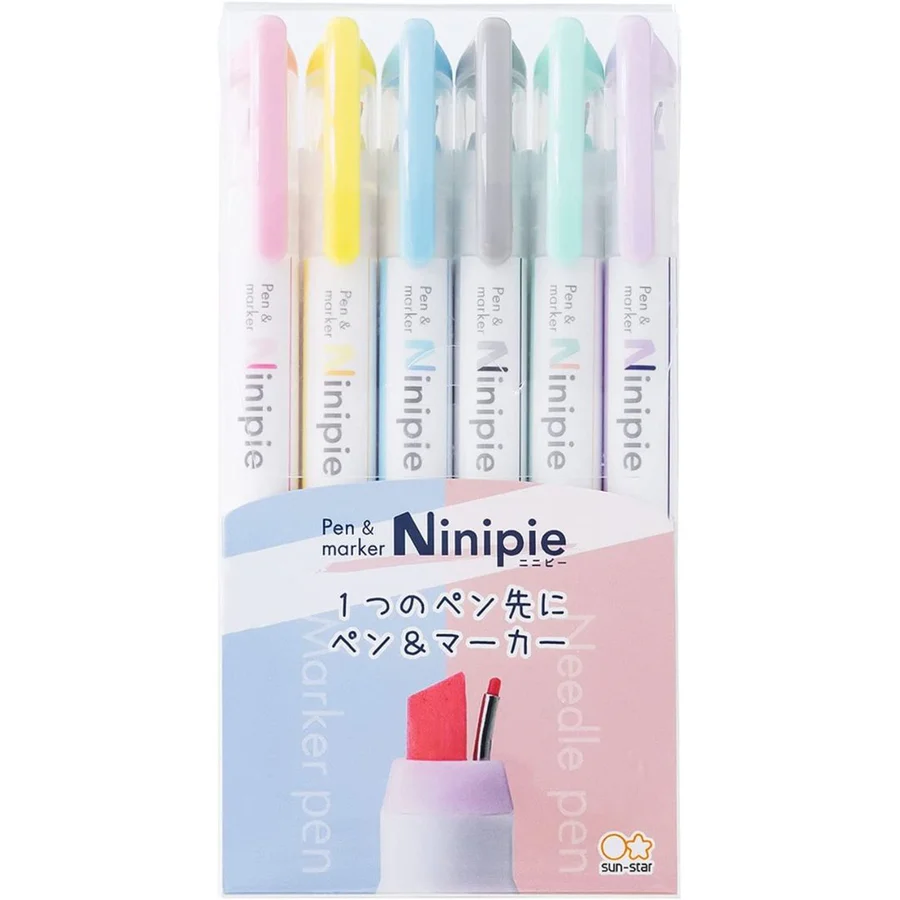 Pen &
marker
Ninipie
Pen &
marker
Ninipie
Pen &
marker
Ninipie
Pen &
marker
Ninipie
Pen &
marker
Ninipie
Pen &
marker
Ninipie
Pen &
marker Ninipie
ニニピー
1つのペン先に
ペン&マーカー
Marker pen
Needle pen
sun-star